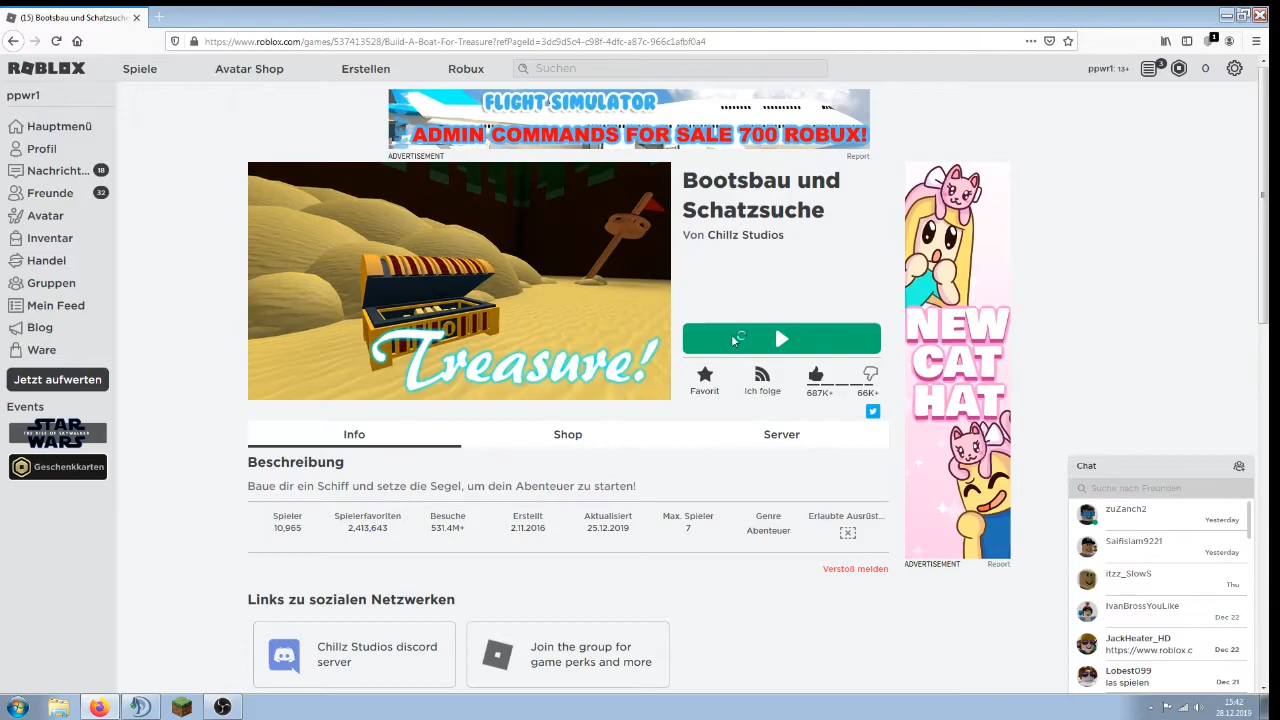 (15) Bootsbau und Schatzsuche
https://www.roblox.com/games/537413528/Build-A-Boat-For-Treasure?refPageId=3dc9d5c4-c98f-4dfc-a87c-966c1afbf0a4
1
ROBLOX
Spiele
Avatar Shop
Erstellen
Robux
Suchen
ppwr1: 13+
3
0
ppwr1
Hauptmenü
Profil
Nachricht... 18
Freunde 32
Avatar
Inventar
Handel
Gruppen
Mein Feed
Blog
Ware
Jetzt aufwerten
Events
STAR WARS
THE RISE OF SKYWALKER
Geschenkkarten
FLIGHT SIMULATOR
ADMIN COMMANDS FOR SALE 700 ROBUX!
ADVERTISEMENT
Report
Treasure!
Bootsbau und
Schatzsuche
Von Chillz Studios
Favorit
Ich folge
687K+
66K+
Info
Shop
Server
Beschreibung
Baue dir ein Schiff und setze die Segel, um dein Abenteuer zu starten!
Spieler
10,965
Spielerfavoriten
2,413,643
Besuche
531.4M+
Erstellt
2.11.2016
Aktualisiert
25.12.2019
Max. Spieler
7
Genre
Abenteuer
Erlaubte Ausrüst...
Verstoß melden
Links zu sozialen Netzwerken
Chillz Studios discord
server
Join the group for
game perks and more
NEW
CAT
HAT
ADVERTISEMENT
Report
Chat
Suche nach Freunden
zuZanch2
Yesterday
Saifislam9221
Yesterday
itzz_SlowS
Thu
IvanBrossYouLike
Dec 22
JackHeater_HD
https://www.roblox.c
Dec 22
Lobest099
las spielen
Dec 21
15:42
28.12.2019